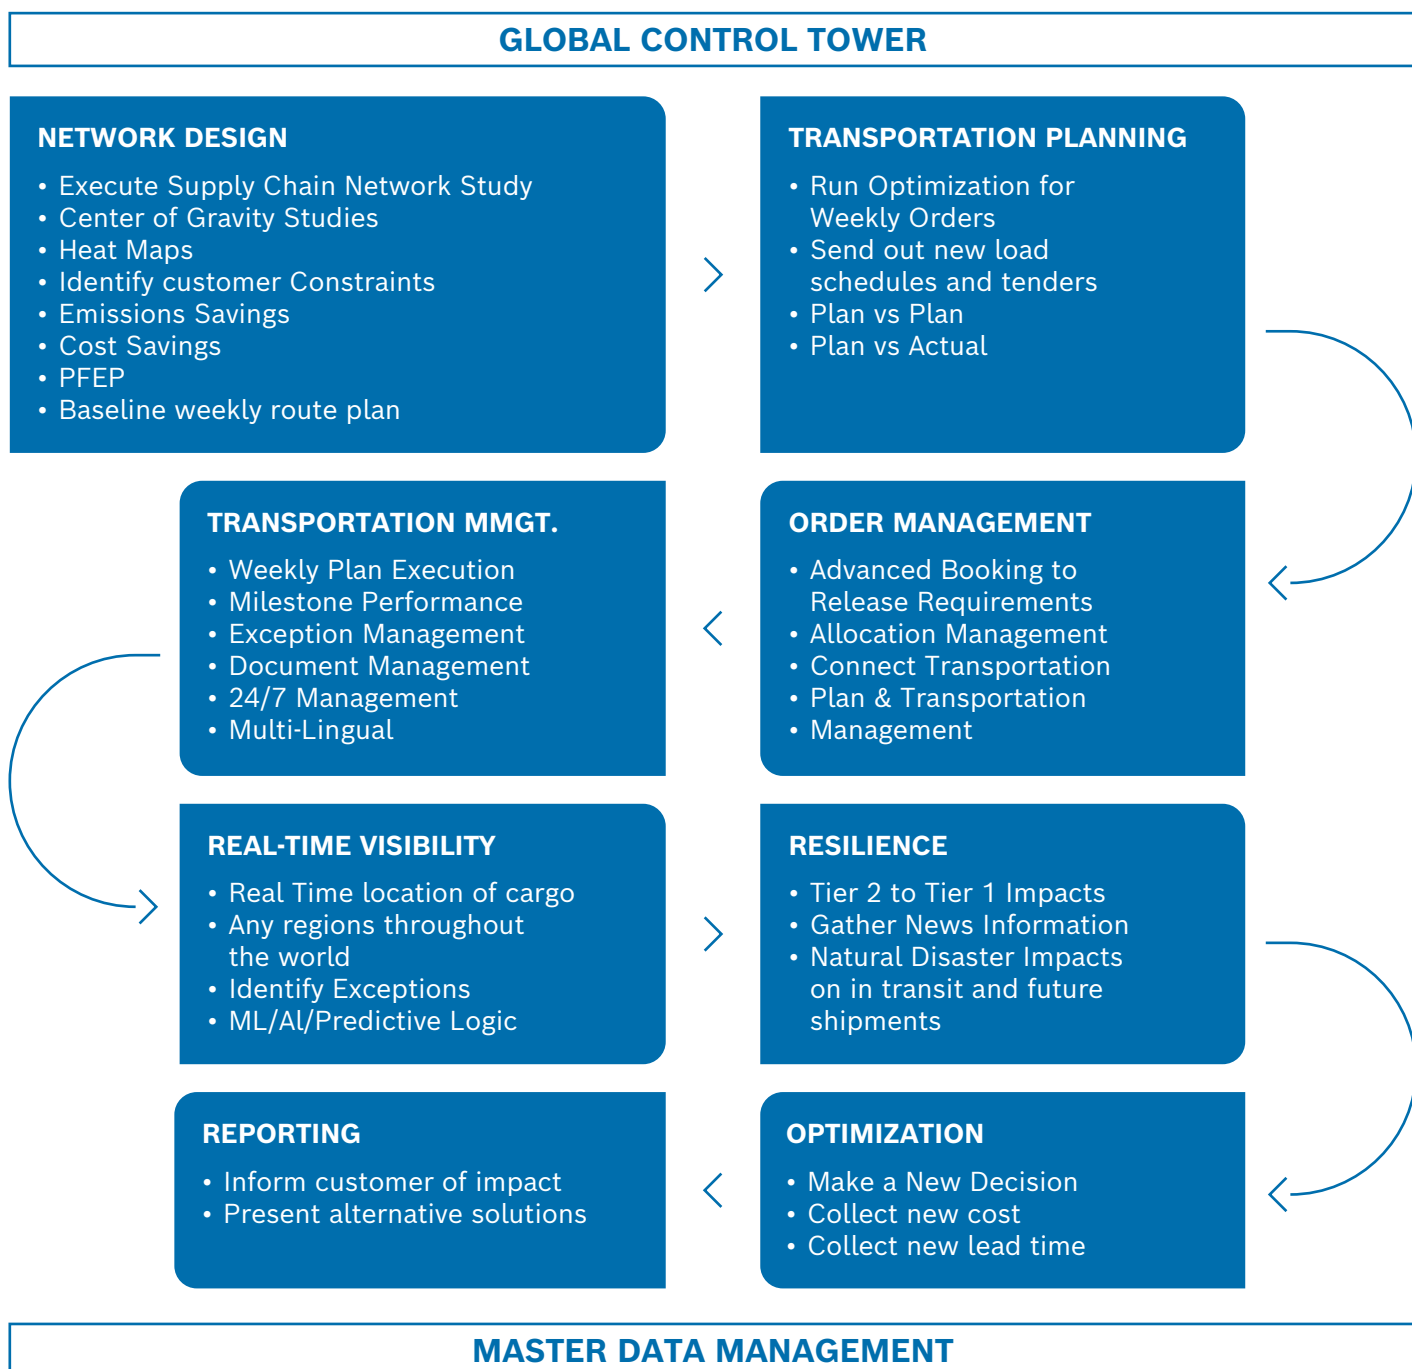 GLOBAL CONTROL TOWER
NETWORK DESIGN
• Execute Supply Chain Network Study
• Center of Gravity Studies
• Heat Maps
• Identify customer Constraints
• Emissions Savings
• Cost Savings
• PFEP
• Baseline weekly route plan
TRANSPORTATION PLANNING
• Run Optimization for
Weekly Orders
• Send out new load
schedules and tenders
• Plan vs Plan
• Plan vs Actual
ORDER MANAGEMENT
• Advanced Booking to
Release Requirements
• Allocation Management
• Connect Transportation
• Plan & Transportation
• Management
TRANSPORTATION MMGT.
• Weekly Plan Execution
• Milestone Performance
• Exception Management
• Document Management
• 24/7 Management
• Multi-Lingual
REAL-TIME VISIBILITY
• Real Time location of cargo
• Any regions throughout
the world
• Identify Exceptions
• ML/Al/Predictive Logic
RESILIENCE
• Tier 2 to Tier 1 Impacts
• Gather News Information
• Natural Disaster Impacts
on in transit and future
shipments
OPTIMIZATION
• Make a New Decision
• Collect new cost
• Collect new lead time
REPORTING
• Inform customer of impact
• Present alternative solutions
MASTER DATA MANAGEMENT